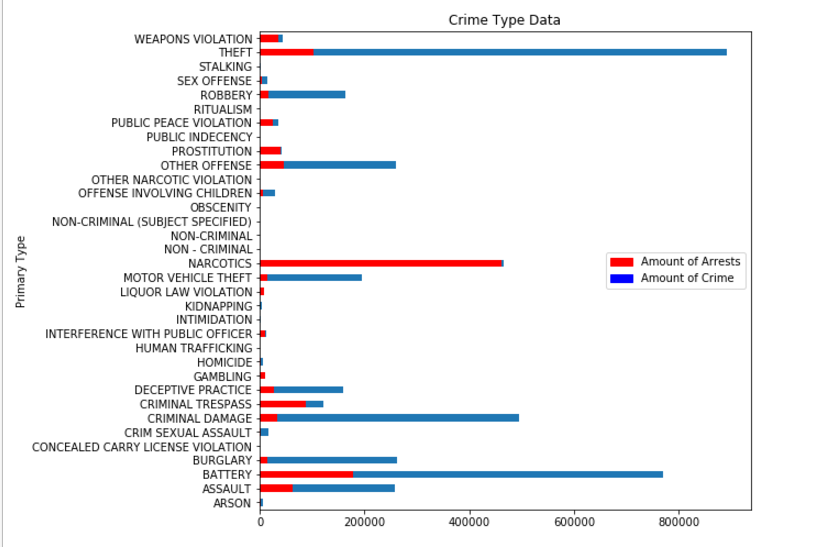 Crime Type Data
WEAPONS VIOLATION
THEFT
STALKING
SEX OFFENSE
ROBBERY
RITUALISM
PUBLIC PEACE VIOLATION
PUBLIC INDECENCY
PROSTITUTION
OTHER OFFENSE
OTHER NARCOTIC VIOLATION
OFFENSE INVOLVING CHILDREN
OBSCENITY
NON-CRIMINAL (SUBJECT SPECIFIED)
NON-CRIMINAL
NON - CRIMINAL
NARCOTICS
MOTOR VEHICLE THEFT
LIQUOR LAW VIOLATION
KIDNAPPING
INTIMIDATION
INTERFERENCE WITH PUBLIC OFFICER
HUMAN TRAFFICKING
HOMICIDE
GAMBLING
DECEPTIVE PRACTICE
CRIMINAL TRESPASS
CRIMINAL DAMAGE
CRIM SEXUAL ASSAULT
CONCEALED CARRY LICENSE VIOLATION
BURGLARY
BATTERY
ASSAULT
ARSON
Primary Type
Amount of Arrests
Amount of Crime
0 200000 400000 600000 800000